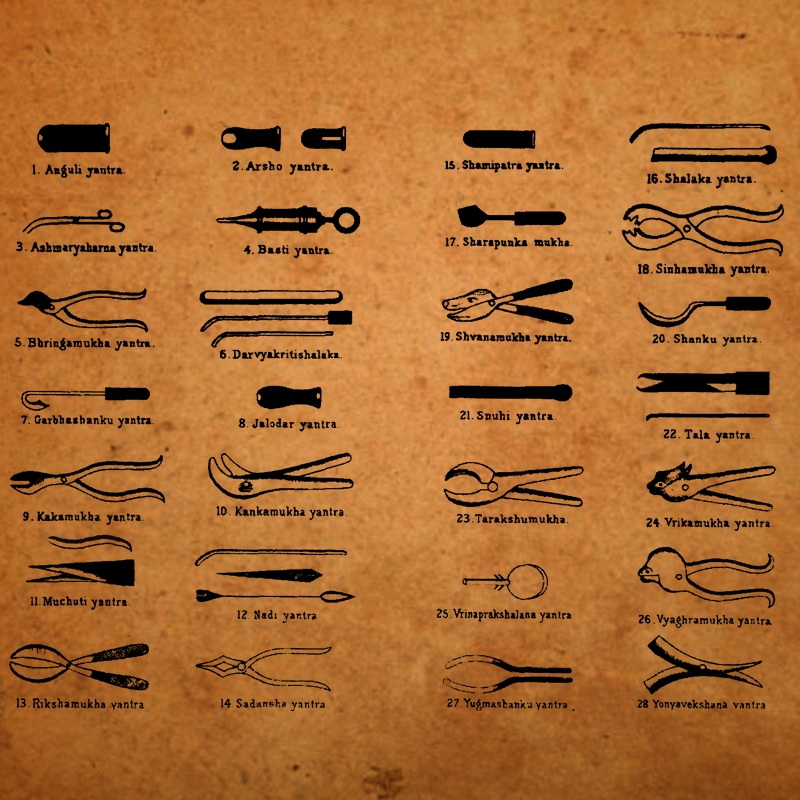 1. Anguli yantra.
2. Arsho yantra.
3. Ashmaryaharna yantra.
4. Basti yantra.
5. Bhringamukha yantra.
6. Darvyakritishalaka.
7. Garbhashanku yantra.
8. Jalodar yantra.
9. Kakamukha yantra.
10. Kankamukha yantra.
11. Muchuti yantra.
12. Nadi yantra
13. Rikshamukha yantra
14 Sadansha yantra
15. Shamipatra yantra.
16. Shalaka yantra.
17. Sharapunka mukha.
18. Sinhamukha yantra.
19. Shvanamukha yantra.
20. Shanku yantra.
21. Snuhi yantra.
22. Tala yantra.
23. Tarakshumukha.
24. Vrikamukha yantra.
25. Vrinaprakshalana yantra
26. Vyaghramukha yantra
27. Yugmashanku yantra.
28 Yonyavekshana yantra